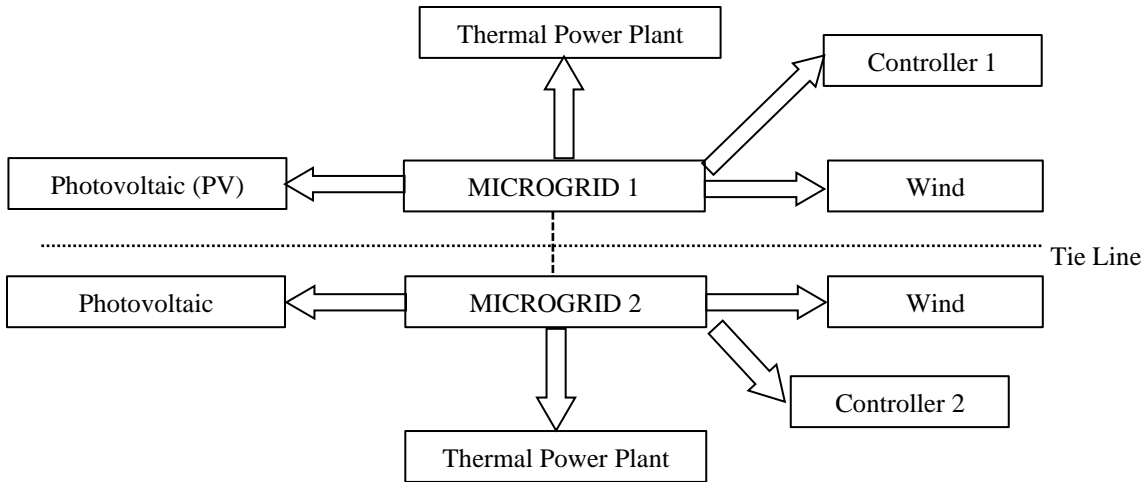 Thermal Power Plant
Controller 1
Photovoltaic (PV)
MICROGRID 1
Wind
Tie Line
Photovoltaic
MICROGRID 2
Wind
Controller 2
Thermal Power Plant